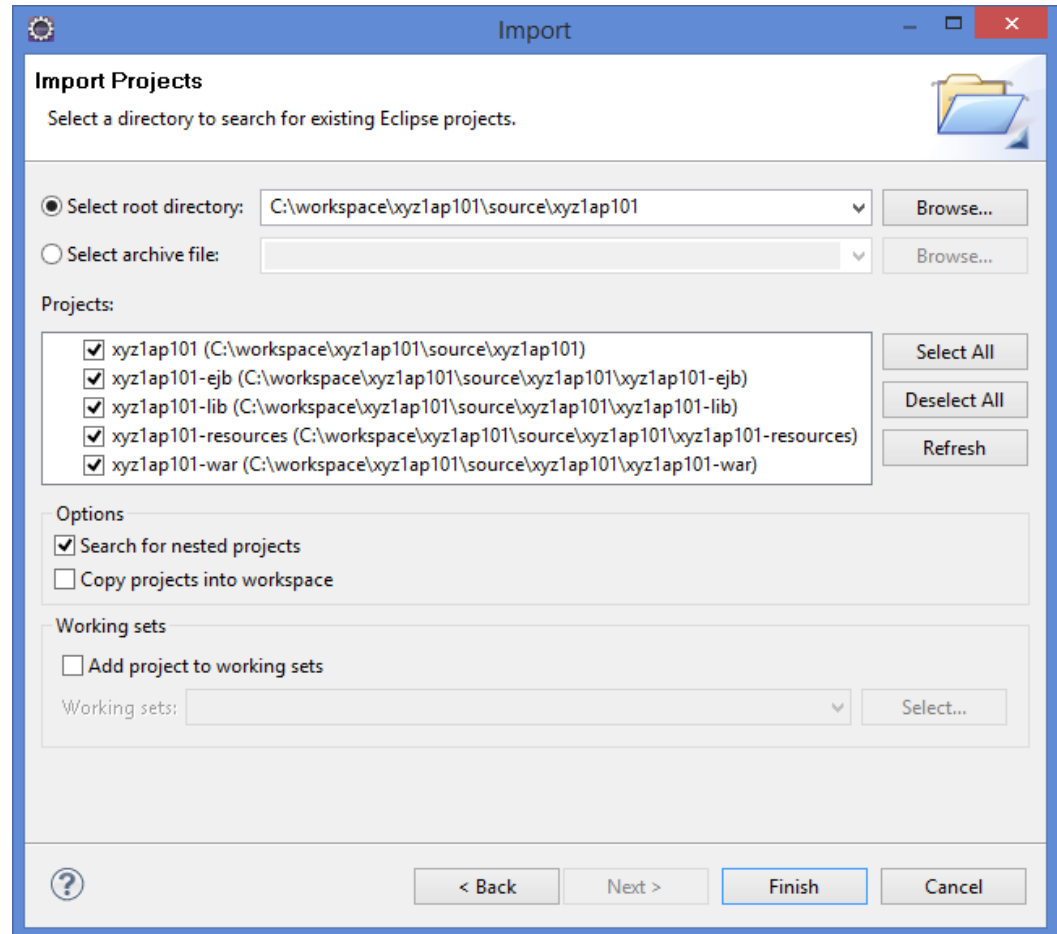 Import
Import Projects
Select a directory to search for existing Eclipse projects.
Select root directory: C:\workspace\xyz1ap101\source\xyz1ap101 Browse...
Select archive file: Browse...
Projects:
xyz1ap101 (C:\workspace\xyz1ap101\source\xyz1ap101)
xyz1ap101-ejb (C:\workspace\xyz1ap101\source\xyz1ap101\xyz1ap101-ejb)
xyz1ap101-lib (C:\workspace\xyz1ap101\source\xyz1ap101\xyz1ap101-lib)
xyz1ap101-resources (C:\workspace\xyz1ap101\source\xyz1ap101\xyz1ap101-resources)
xyz1ap101-war (C:\workspace\xyz1ap101\source\xyz1ap101\xyz1ap101-war)
Select All
Deselect All
Refresh
Options
Search for nested projects
Copy projects into workspace
Working sets
Add project to working sets
Working sets: Select...
? < Back Next > Finish Cancel